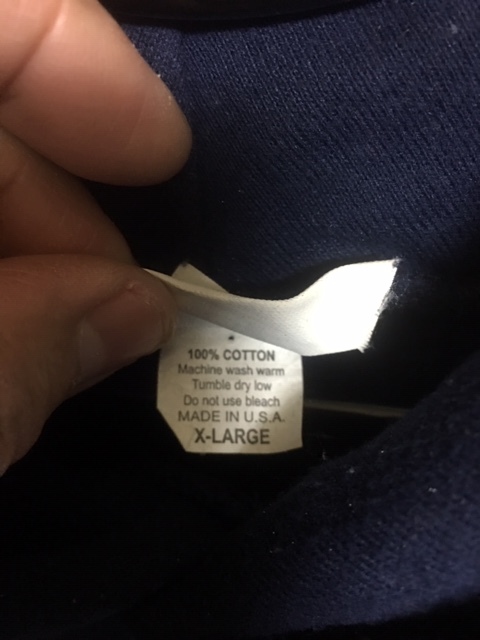 100% COTTON
Machine wash warm
Tumble dry low
Do not use bleach
MADE IN U.S.A.
X-LARGE